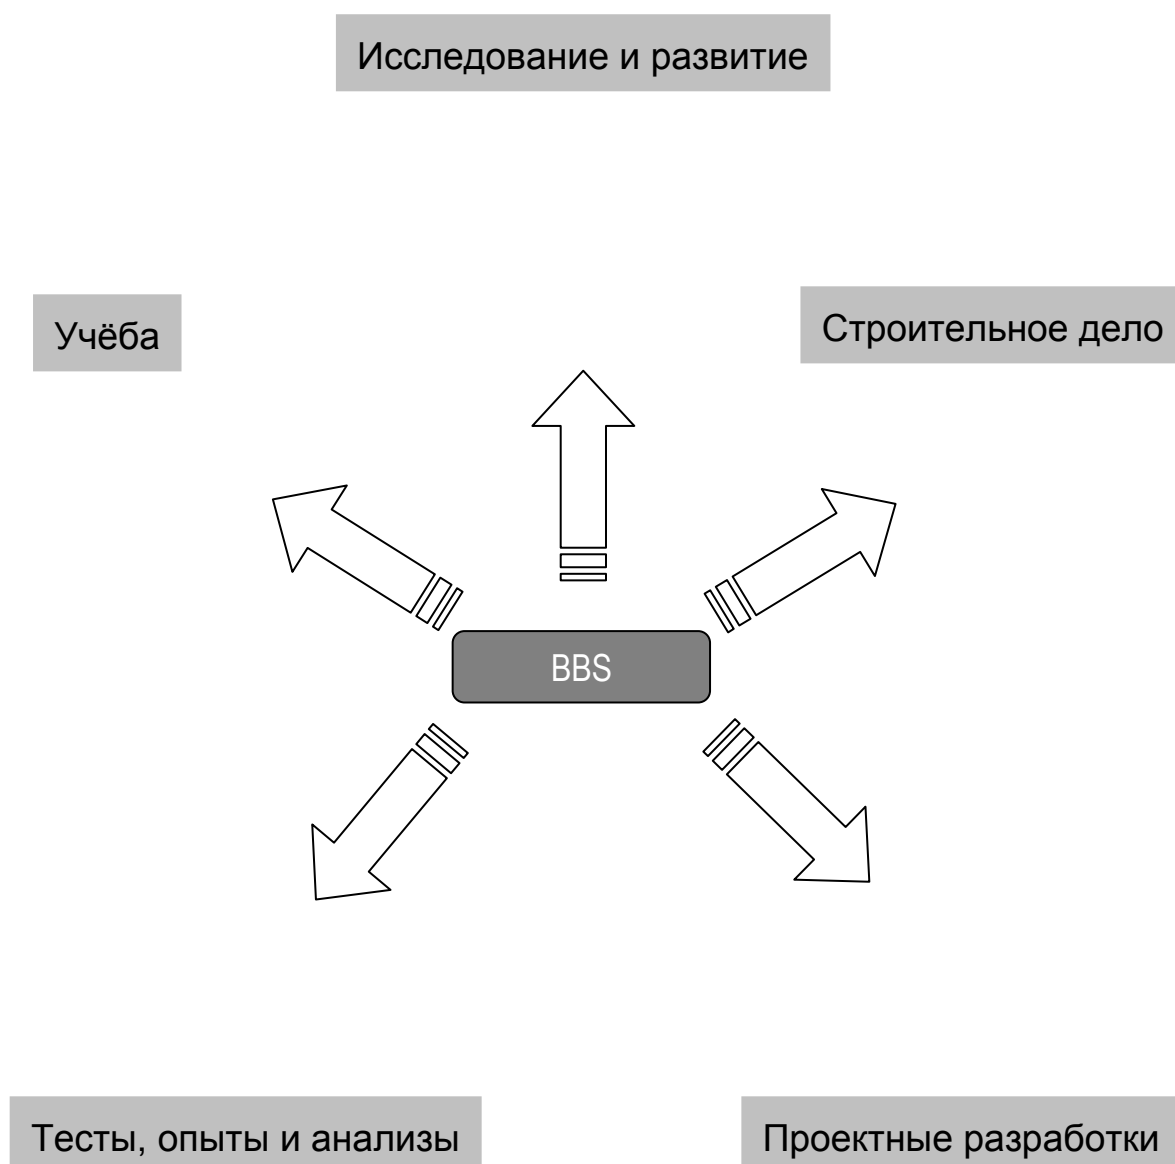 Исследование и развитие
Учёба
Строительное дело
BBS
Тесты, опыты и анализы
Проектные разработки